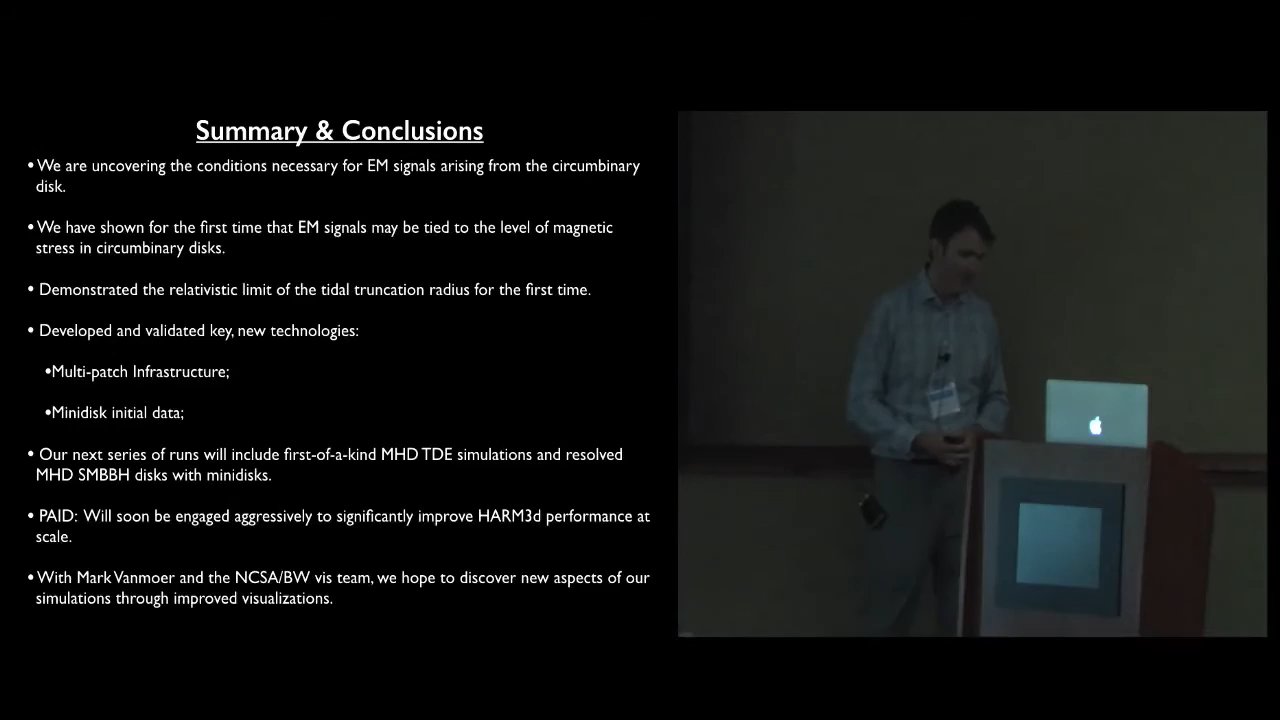 Summary & Conclusions
• We are uncovering the conditions necessary for EM signals arising from the circumbinary
disk.
• We have shown for the first time that EM signals may be tied to the level of magnetic
stress in circumbinary disks.
• Demonstrated the relativistic limit of the tidal truncation radius for the first time.
• Developed and validated key, new technologies:
•Multi-patch Infrastructure;
•Minidisk initial data;
• Our next series of runs will include first-of-a-kind MHD TDE simulations and resolved
MHD SMBBH disks with minidisks.
• PAID: Will soon be engaged aggressively to significantly improve HARM3d performance at
scale.
• With Mark Vanmoer and the NCSA/BW vis team, we hope to discover new aspects of our
simulations through improved visualizations.